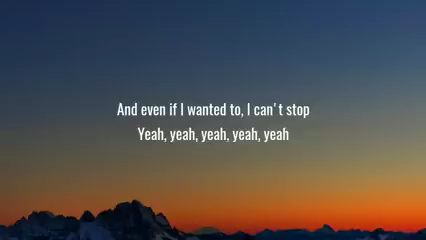 And even if I wanted to, I can't stop
Yeah, yeah, yeah, yeah, yeah